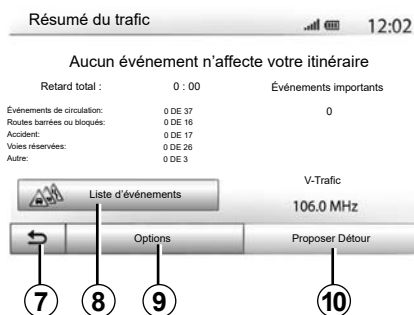 Résumé du trafic
12:02
Aucun événement n'affecte votre itinéraire
Retard total : 0 : 00
Événements importants
0
Événements de circulation: 0 DE 37
Routes barrées ou bloqués: 0 DE 16
Accident: 0 DE 17
Voies réservées: 0 DE 26
Autre: 0 DE 3
Liste d'événements
V-Trafic
106.0 MHz
Options
Proposer Détour
7 8 9 10